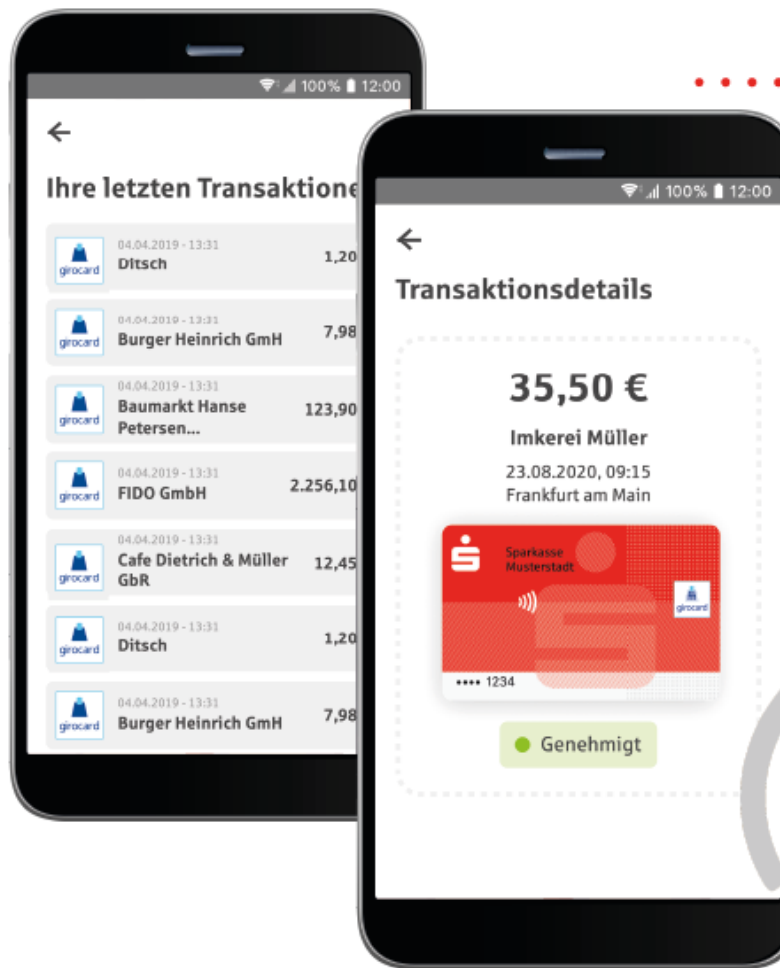 100% 12:00
Ihre letzten Transaktione
girocard
04.04.2019 - 13:31
Ditsch
1,20
girocard
04.04.2019 - 13:31
Burger Heinrich GmH
7,98
girocard
04.04.2019 - 13:31
Baumarkt Hanse
Petersen...
123,90
girocard
04.04.2019 - 13:31
FIDO GmbH
2.256,10
girocard
04.04.2019 - 13:31
Cafe Dietrich & Müller
GbR
12,45
girocard
04.04.2019 - 13:31
Ditsch
1,20
girocard
04.04.2019 - 13:31
Burger Heinrich GmH
7,98
100% 12:00
Transaktionsdetails
35,50 €
Imkerei Müller
23.08.2020, 09:15
Frankfurt am Main
Sparkasse
Musterstadt
girocard
•••• 1234
Genehmigt